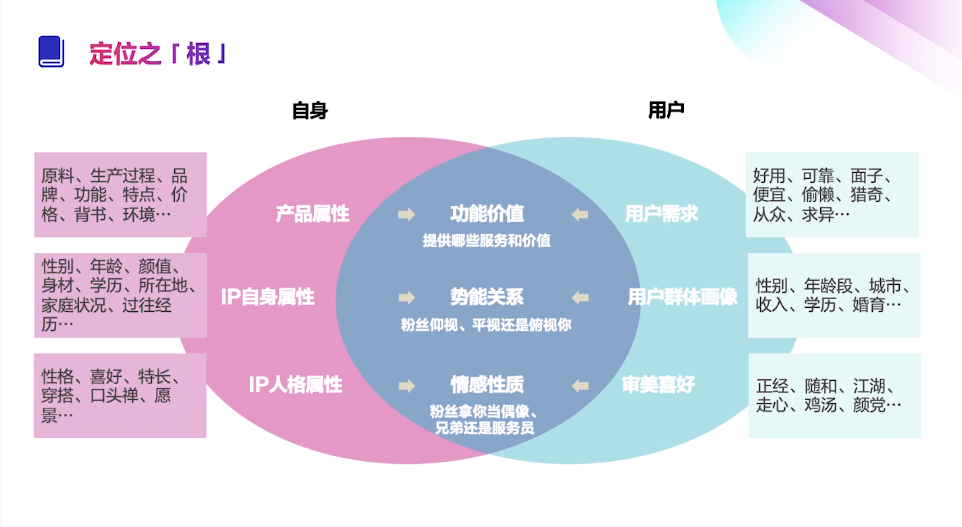 定位之「根」
自身
用户
原料、生产过程、品
牌、功能、特点、价
格、背书、环境…
产品属性
功能价值
提供哪些服务和价值
用户需求
好用、可靠、面子、
便宜、偷懒、猎奇、
从众、求异…
性别、年龄、颜值、
身材、学历、所在地、
家庭状况、过往经
历…
IP自身属性
势能关系
粉丝仰视、平视还是俯视你
用户群体画像
性别、年龄段、城市、
收入、学历、婚育…
性格、喜好、特长、
穿搭、口头禅、愿
景…
IP人格属性
情感性质
粉丝拿你当偶像、
兄弟还是服务员
审美喜好
正经、随和、江湖、
走心、鸡汤、颜党…